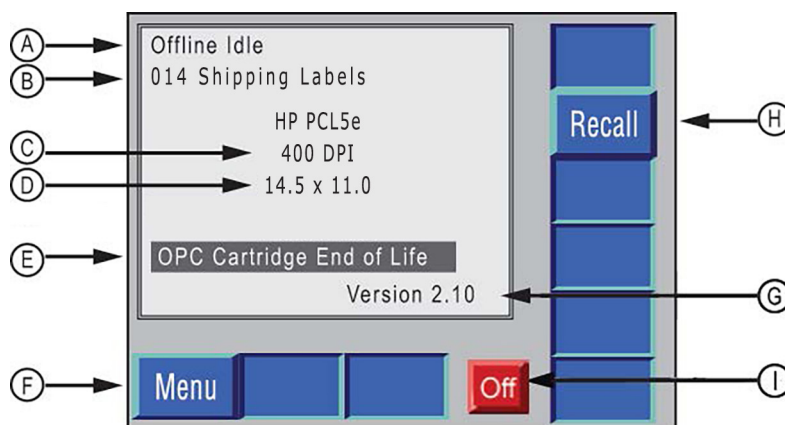 A
Offline Idle
B
014 Shipping Labels
HP PCL5e
Recall
H
C
400 DPI
D
14.5 x 11.0
E
OPC Cartridge End of Life
Version 2.10
G
F
Menu
Off
I